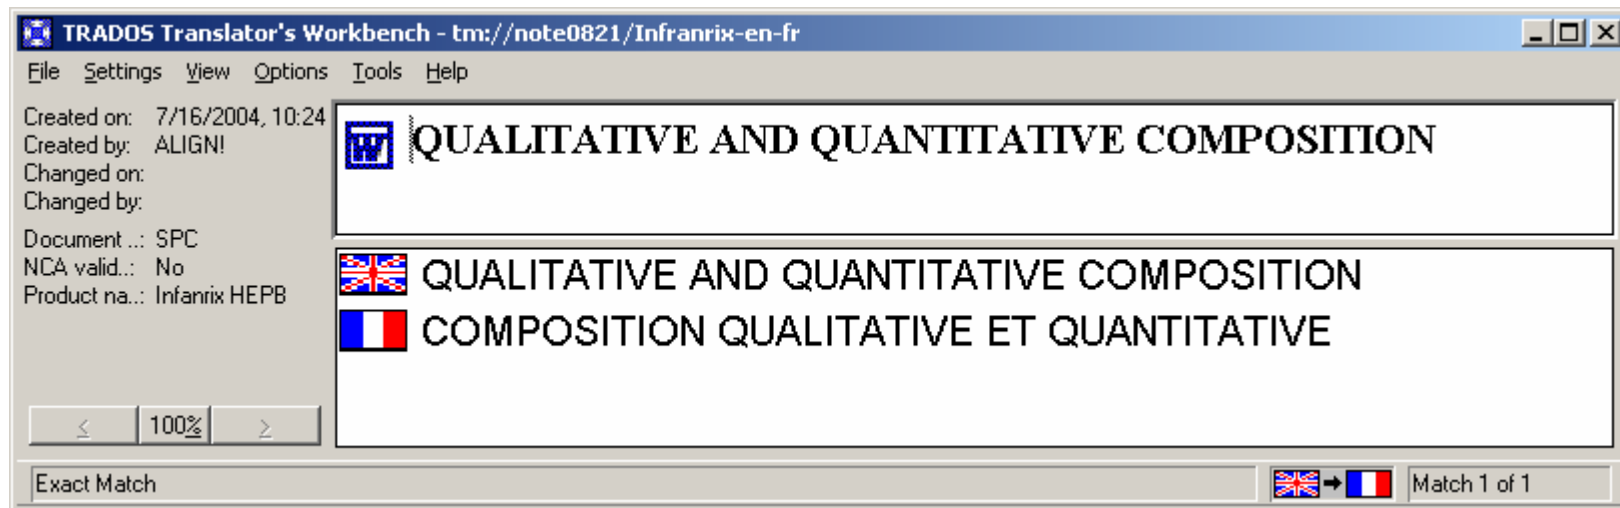 TRADOS Translator's Workbench - tm://note0821/Infranrix-en-fr
File Settings View Options Tools Help
Created on: 7/16/2004, 10:24
Created by: ALIGN!
Changed on:
Changed by:
Document ..: SPC
NCA valid..: No
Product na..: Infanrix HEPB
< 100% >
W QUALITATIVE AND QUANTITATIVE COMPOSITION
QUALITATIVE AND QUANTITATIVE COMPOSITION
COMPOSITION QUALITATIVE ET QUANTITATIVE
Exact Match Match 1 of 1